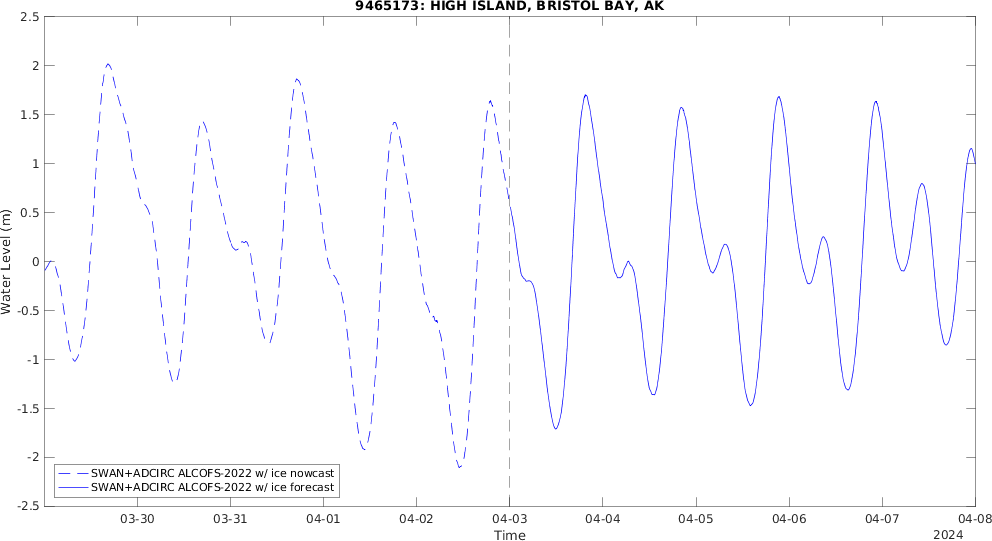 9465173: HIGH ISLAND, BRISTOL BAY, AK
2.5
2
1.5
1
0.5
0
-0.5
-1
-1.5
-2
-2.5
Water Level (m)
SWAN+ADCIRC ALCOFS-2022 w/ ice nowcast
SWAN+ADCIRC ALCOFS-2022 w/ ice forecast
03-30 03-31 04-01 04-02 04-03 04-04 04-05 04-06 04-07 04-08
Time
2024